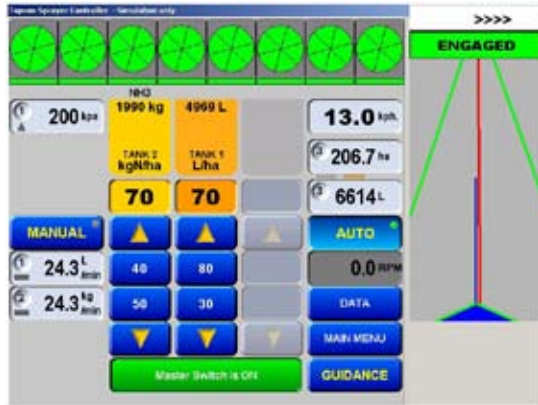 Topcon Sprayer Controller - Simulation only
>>>>
ENGAGED
NH3
1990 kg
4969 L
200 kpa
13.0 kph.
TANK 2
kgN/ha
TANK 1
L/ha
206.7 ha
70
70
6614 L
MANUAL
AUTO
24.3 L/min
40
80
0.0 RPM
24.3 kg/min
50
30
DATA
MAIN MENU
Master Switch is ON
GUIDANCE